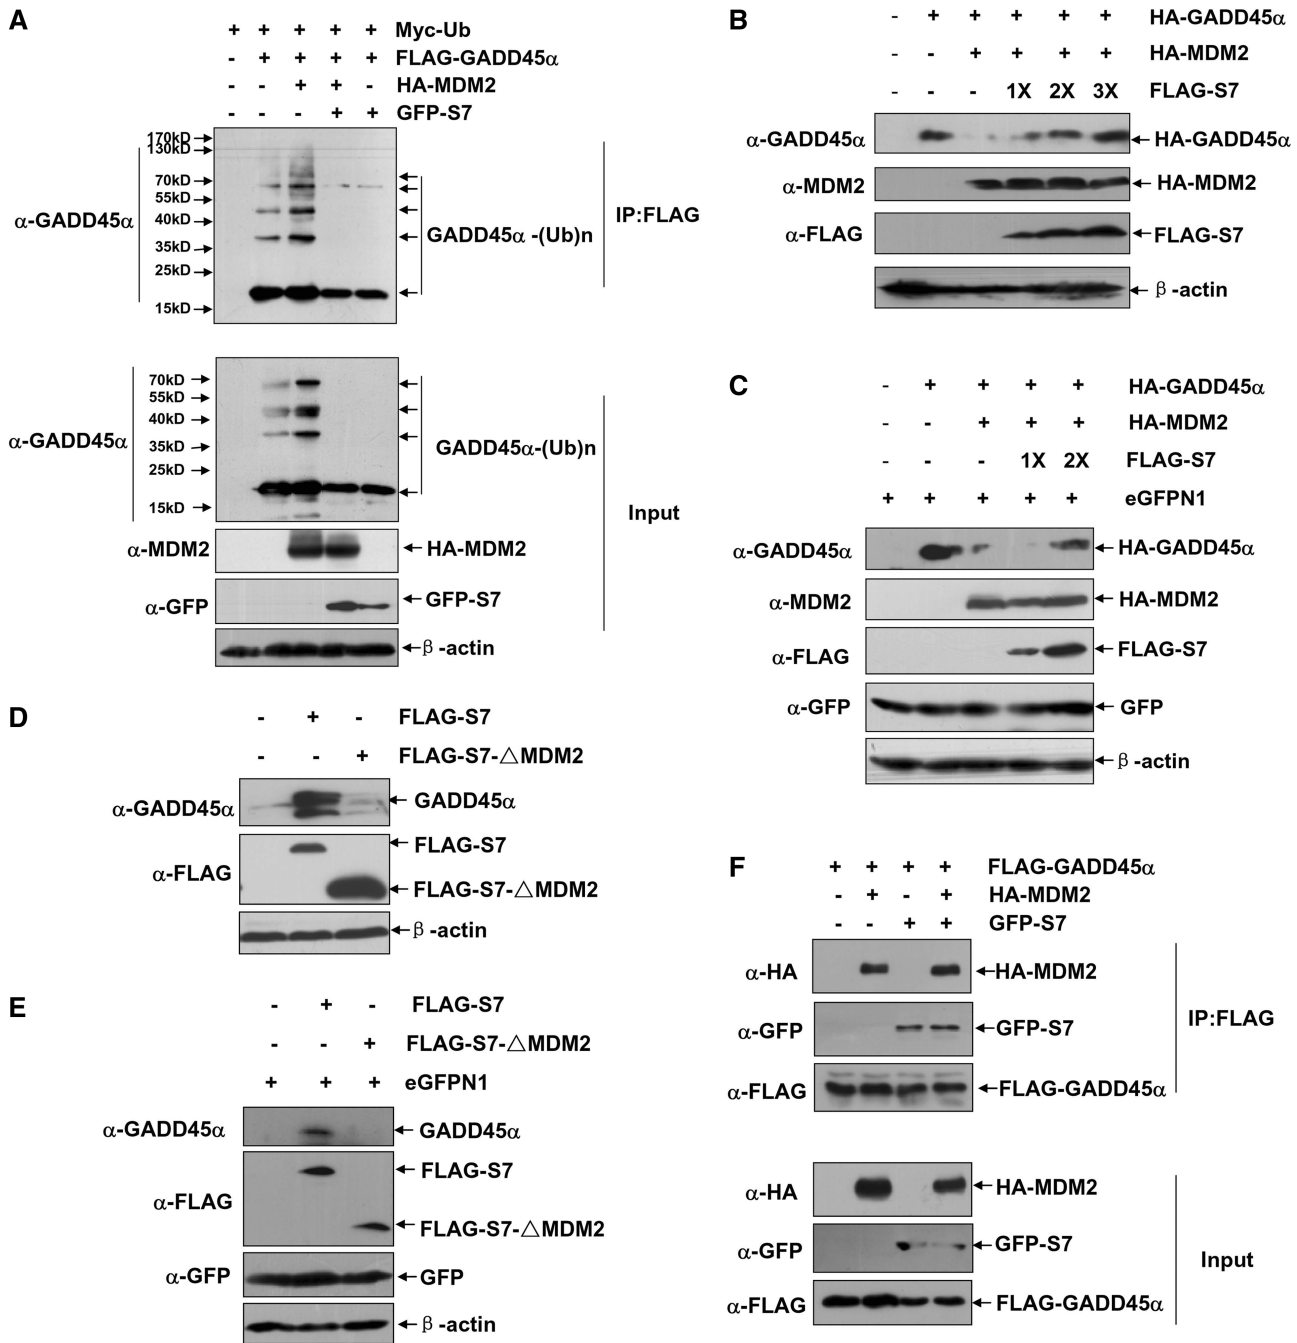 A
+ + + + + Myc-Ub
- + + + + FLAG-GADD45α
- - + + - HA-MDM2
- - - + + GFP-S7
170kD
130kD
70kD
55kD
40kD
35kD
25kD
15kD
α-GADD45α
GADD45α -(Ub)n
IP:FLAG
70kD
55kD
40kD
35kD
25kD
15kD
α-GADD45α
GADD45α-(Ub)n
Input
α-MDM2 HA-MDM2
α-GFP GFP-S7
β -actin
B
- + + + + + HA-GADD45α
- - + + + + HA-MDM2
- - - 1X 2X 3X FLAG-S7
α-GADD45α HA-GADD45α
α-MDM2 HA-MDM2
α-FLAG FLAG-S7
β -actin
C
- + + + + HA-GADD45α
- - + + + HA-MDM2
- - - 1X 2X FLAG-S7
+ + + + + eGFPN1
α-GADD45α HA-GADD45α
α-MDM2 HA-MDM2
α-FLAG FLAG-S7
α-GFP GFP
β -actin
D
- + - FLAG-S7
- - + FLAG-S7-△MDM2
α-GADD45α GADD45α
α-FLAG FLAG-S7
FLAG-S7-△MDM2
β -actin
E
- + - FLAG-S7
- - + FLAG-S7-△MDM2
+ + + eGFPN1
α-GADD45α GADD45α
α-FLAG FLAG-S7
FLAG-S7-△MDM2
α-GFP GFP
β -actin
F
+ + + + FLAG-GADD45α
- + - + HA-MDM2
- - + + GFP-S7
α-HA HA-MDM2
α-GFP GFP-S7
α-FLAG FLAG-GADD45α
IP:FLAG
α-HA HA-MDM2
α-GFP GFP-S7
α-FLAG FLAG-GADD45α
Input